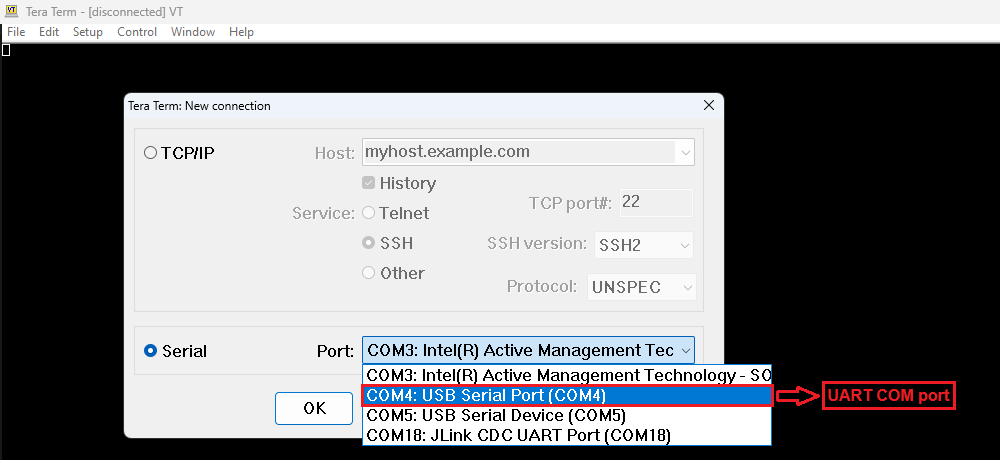 Tera Term - [disconnected] VT
File Edit Setup Control Window Help
Tera Term: New connection
TCP/IP
Host: myhost.example.com
History
Service: Telnet
TCP port#: 22
SSH
SSH version: SSH2
Other
Protocol: UNSPEC
Serial
Port: COM3: Intel(R) Active Management Tec
COM3: Intel(R) Active Management Technology - SO
COM4: USB Serial Port (COM4)
UART COM port
OK
COM5: USB Serial Device (COM5)
COM18: JLink CDC UART Port (COM18)